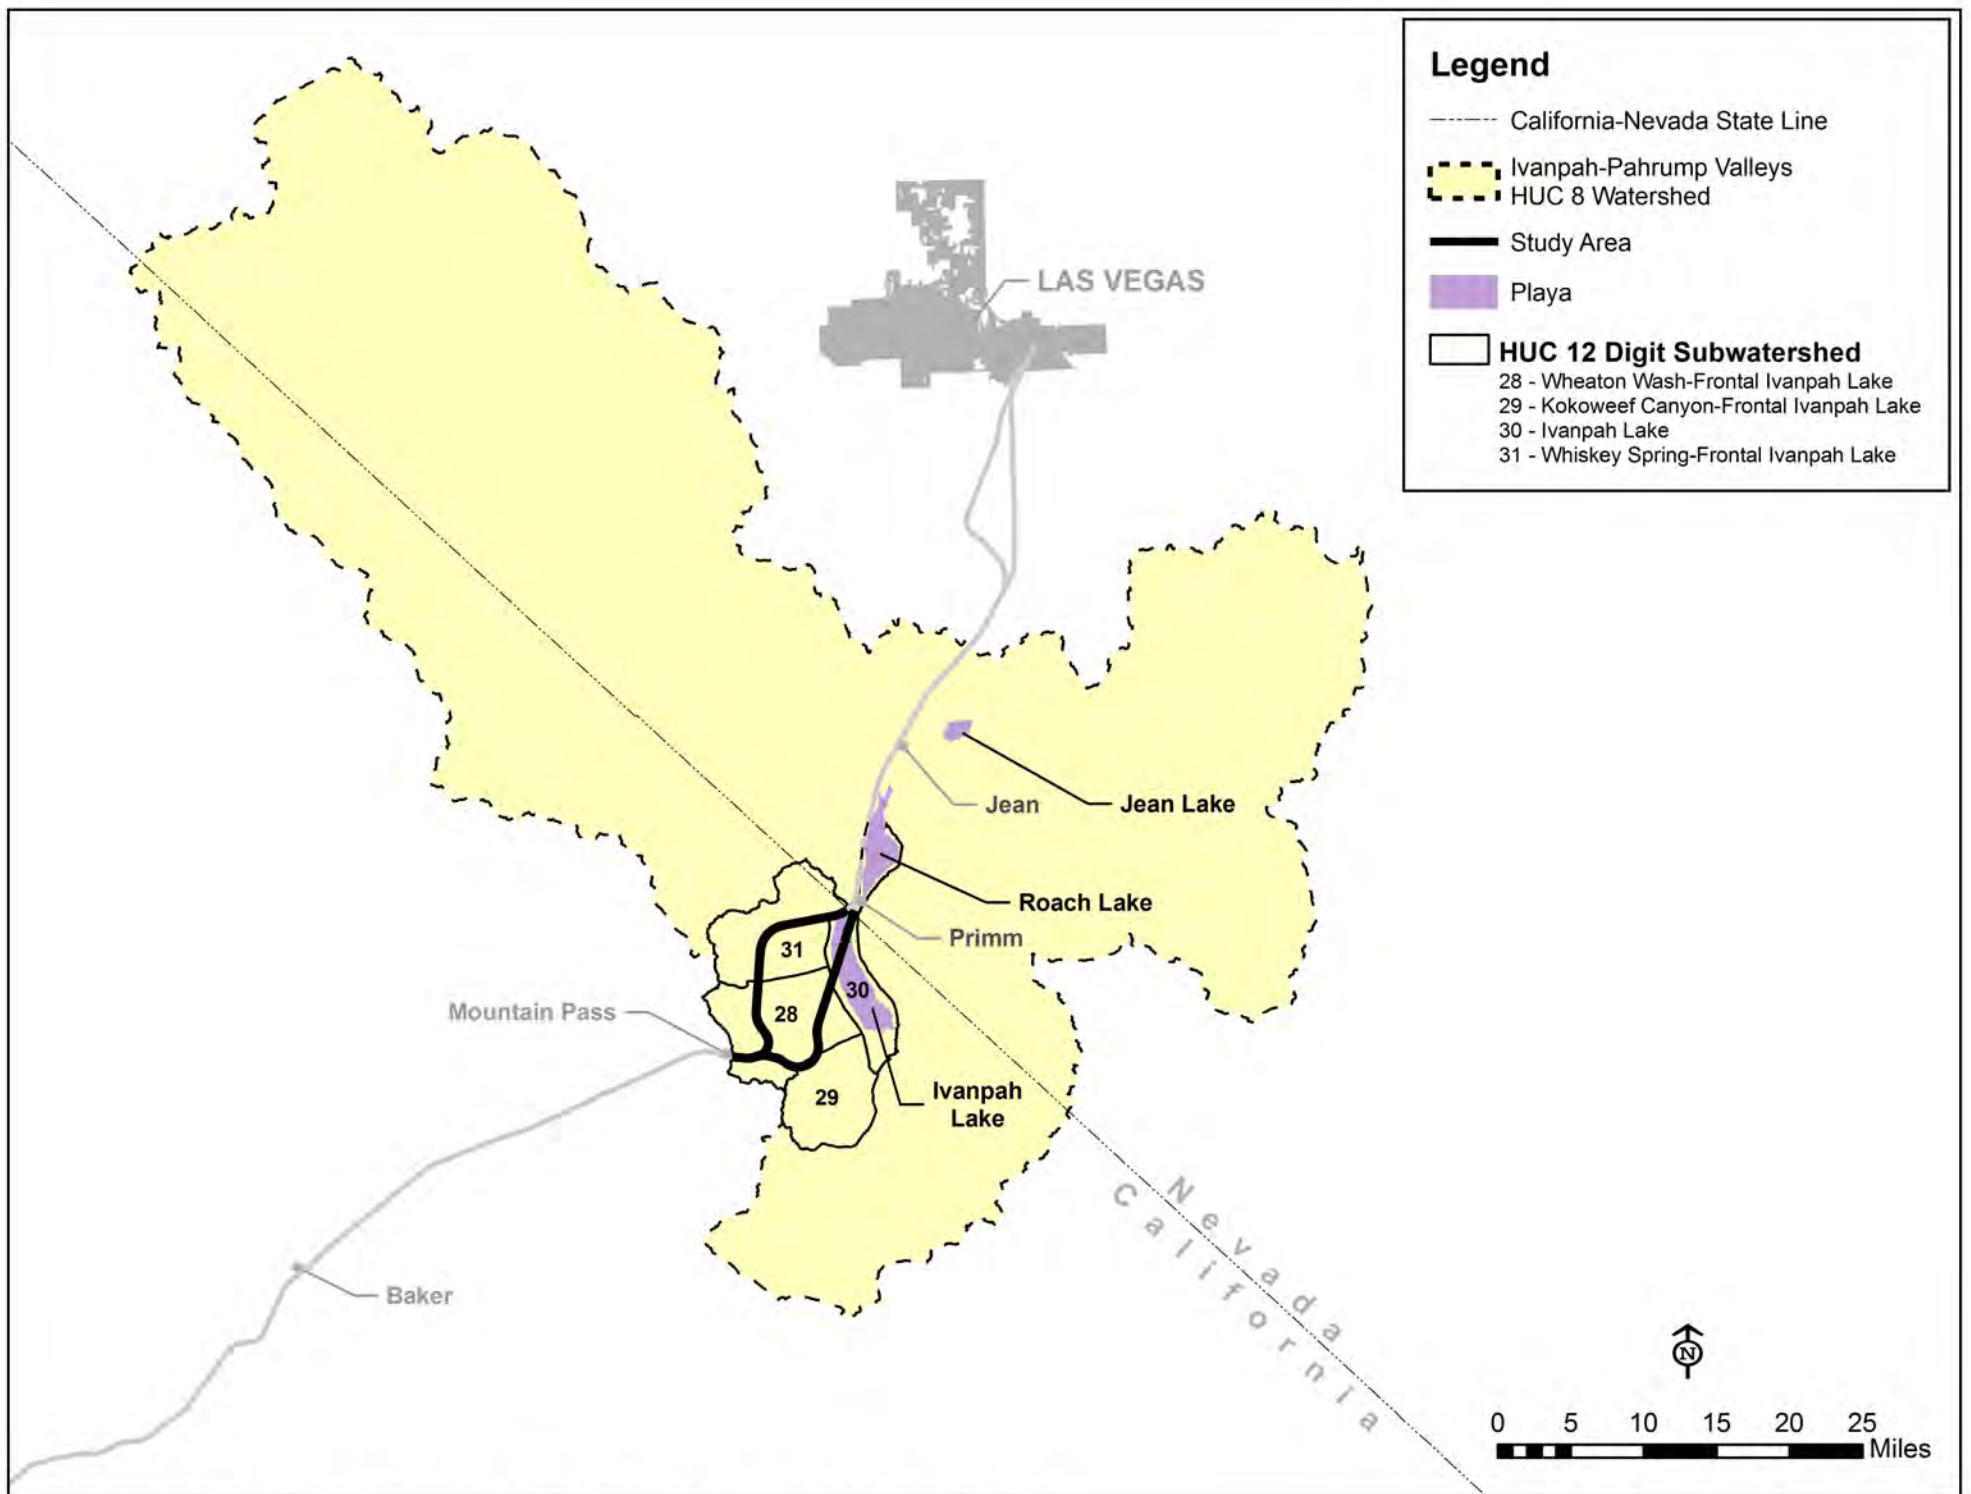 Legend
California-Nevada State Line
Ivanpah-Pahrump Valleys
HUC 8 Watershed
Study Area
Playa
HUC 12 Digit Subwatershed
28 - Wheaton Wash-Frontal Ivanpah Lake
29 - Kokoweef Canyon-Frontal Ivanpah Lake
30 - Ivanpah Lake
31 - Whiskey Spring-Frontal Ivanpah Lake
LAS VEGAS
Jean
Jean Lake
Roach Lake
Primm
31
30
28
Mountain Pass
29
Ivanpah
Lake
Nevada
California
Baker
N
0 5 10 15 20 25
Miles